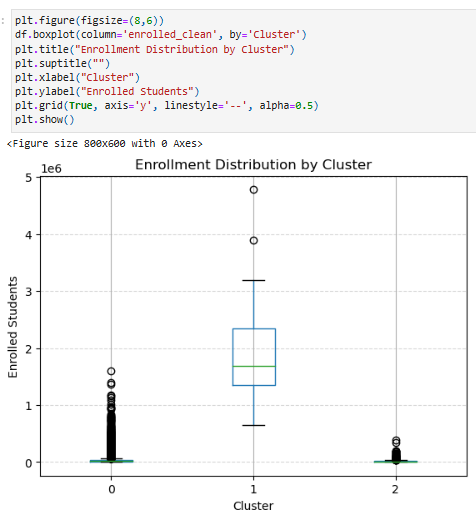 :
plt.figure(figsize=(8,6))
df.boxplot(column='enrolled_clean', by='Cluster')
plt.title("Enrollment Distribution by Cluster")
plt.suptitle("")
plt.xlabel("Cluster")
plt.ylabel("Enrolled Students")
plt.grid(True, axis='y', linestyle='--', alpha=0.5)
plt.show()
<Figure size 800x600 with 0 Axes>
Enrollment Distribution by Cluster
1e6
5
4
3
2
1
0
Enrolled Students
0 1 2
Cluster